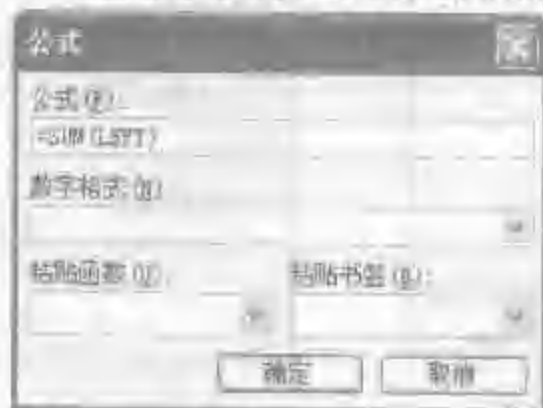 公式
公式(F):
=SUM(LEFT)
数字格式(N)
粘贴函数(U): 粘贴书签(B):
确定 取消